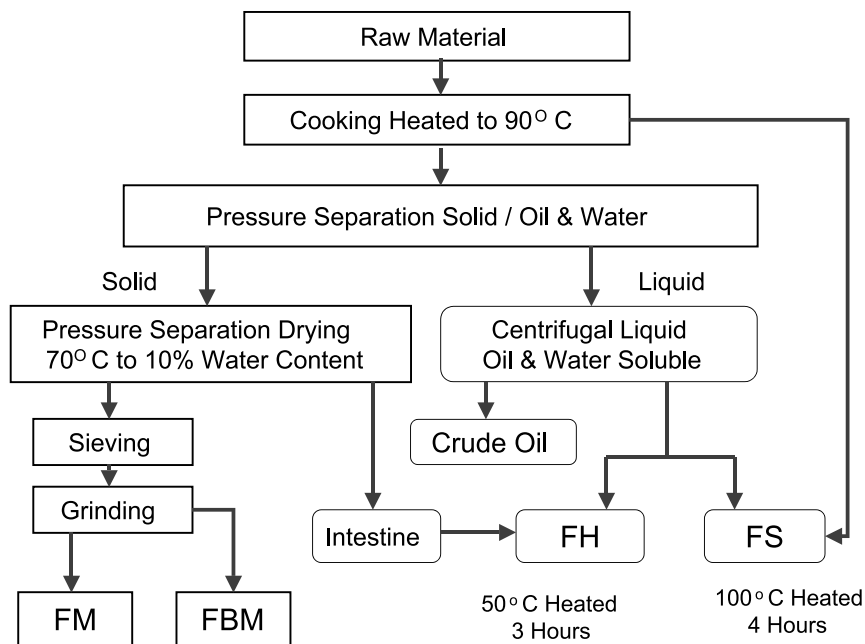 Raw Material
Cooking Heated to 90° C
Pressure Separation Solid / Oil & Water
Solid
Liquid
Pressure Separation Drying
70° C to 10% Water Content
Centrifugal Liquid
Oil & Water Soluble
Sieving
Crude Oil
Grinding
Intestine
FH
FS
FM
FBM
50° C Heated
3 Hours
100° C Heated
4 Hours